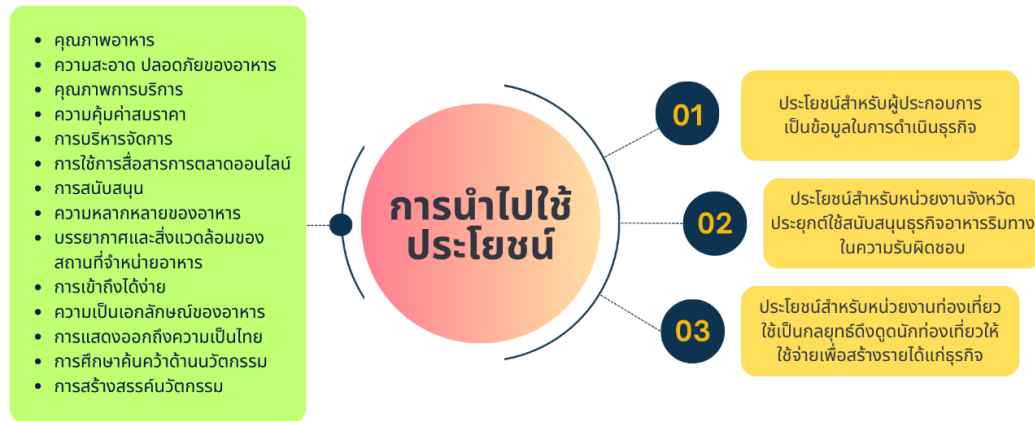 • คุณภาพอาหาร
• ความสะอาด ปลอดภัยของอาหาร
• คุณภาพการบริการ
• ความคุ้มค่าสมราคา
• การบริหารจัดการ
• การใช้การสื่อสารการตลาดออนไลน์
• การสนับสนุน
• ความหลากหลายของอาหาร
• บรรยากาศและสิ่งแวดล้อมของ
สถานที่จำหน่ายอาหาร
• การเข้าถึงได้ง่าย
• ความเป็นเอกลักษณ์ของอาหาร
• การแสดงออกถึงความเป็นไทย
• การศึกษาค้นคว้าด้านนวัตกรรม
• การสร้างสรรค์นวัตกรรม
การนำไปใช้
ประโยชน์
01
ประโยชน์สำหรับผู้ประกอบการ
เป็นข้อมูลในการดำเนินธุรกิจ
02
ประโยชน์สำหรับหน่วยงานจังหวัด
ประยุกต์ใช้สนับสนุนธุรกิจอาหารริมทาง
ในความรับผิดชอบ
03
ประโยชน์สำหรับหน่วยงานท่องเที่ยว
ใช้เป็นกลยุทธ์ดึงดูดนักท่องเที่ยวให้
ใช้จ่ายเพื่อสร้างรายได้แก่ธุรกิจ